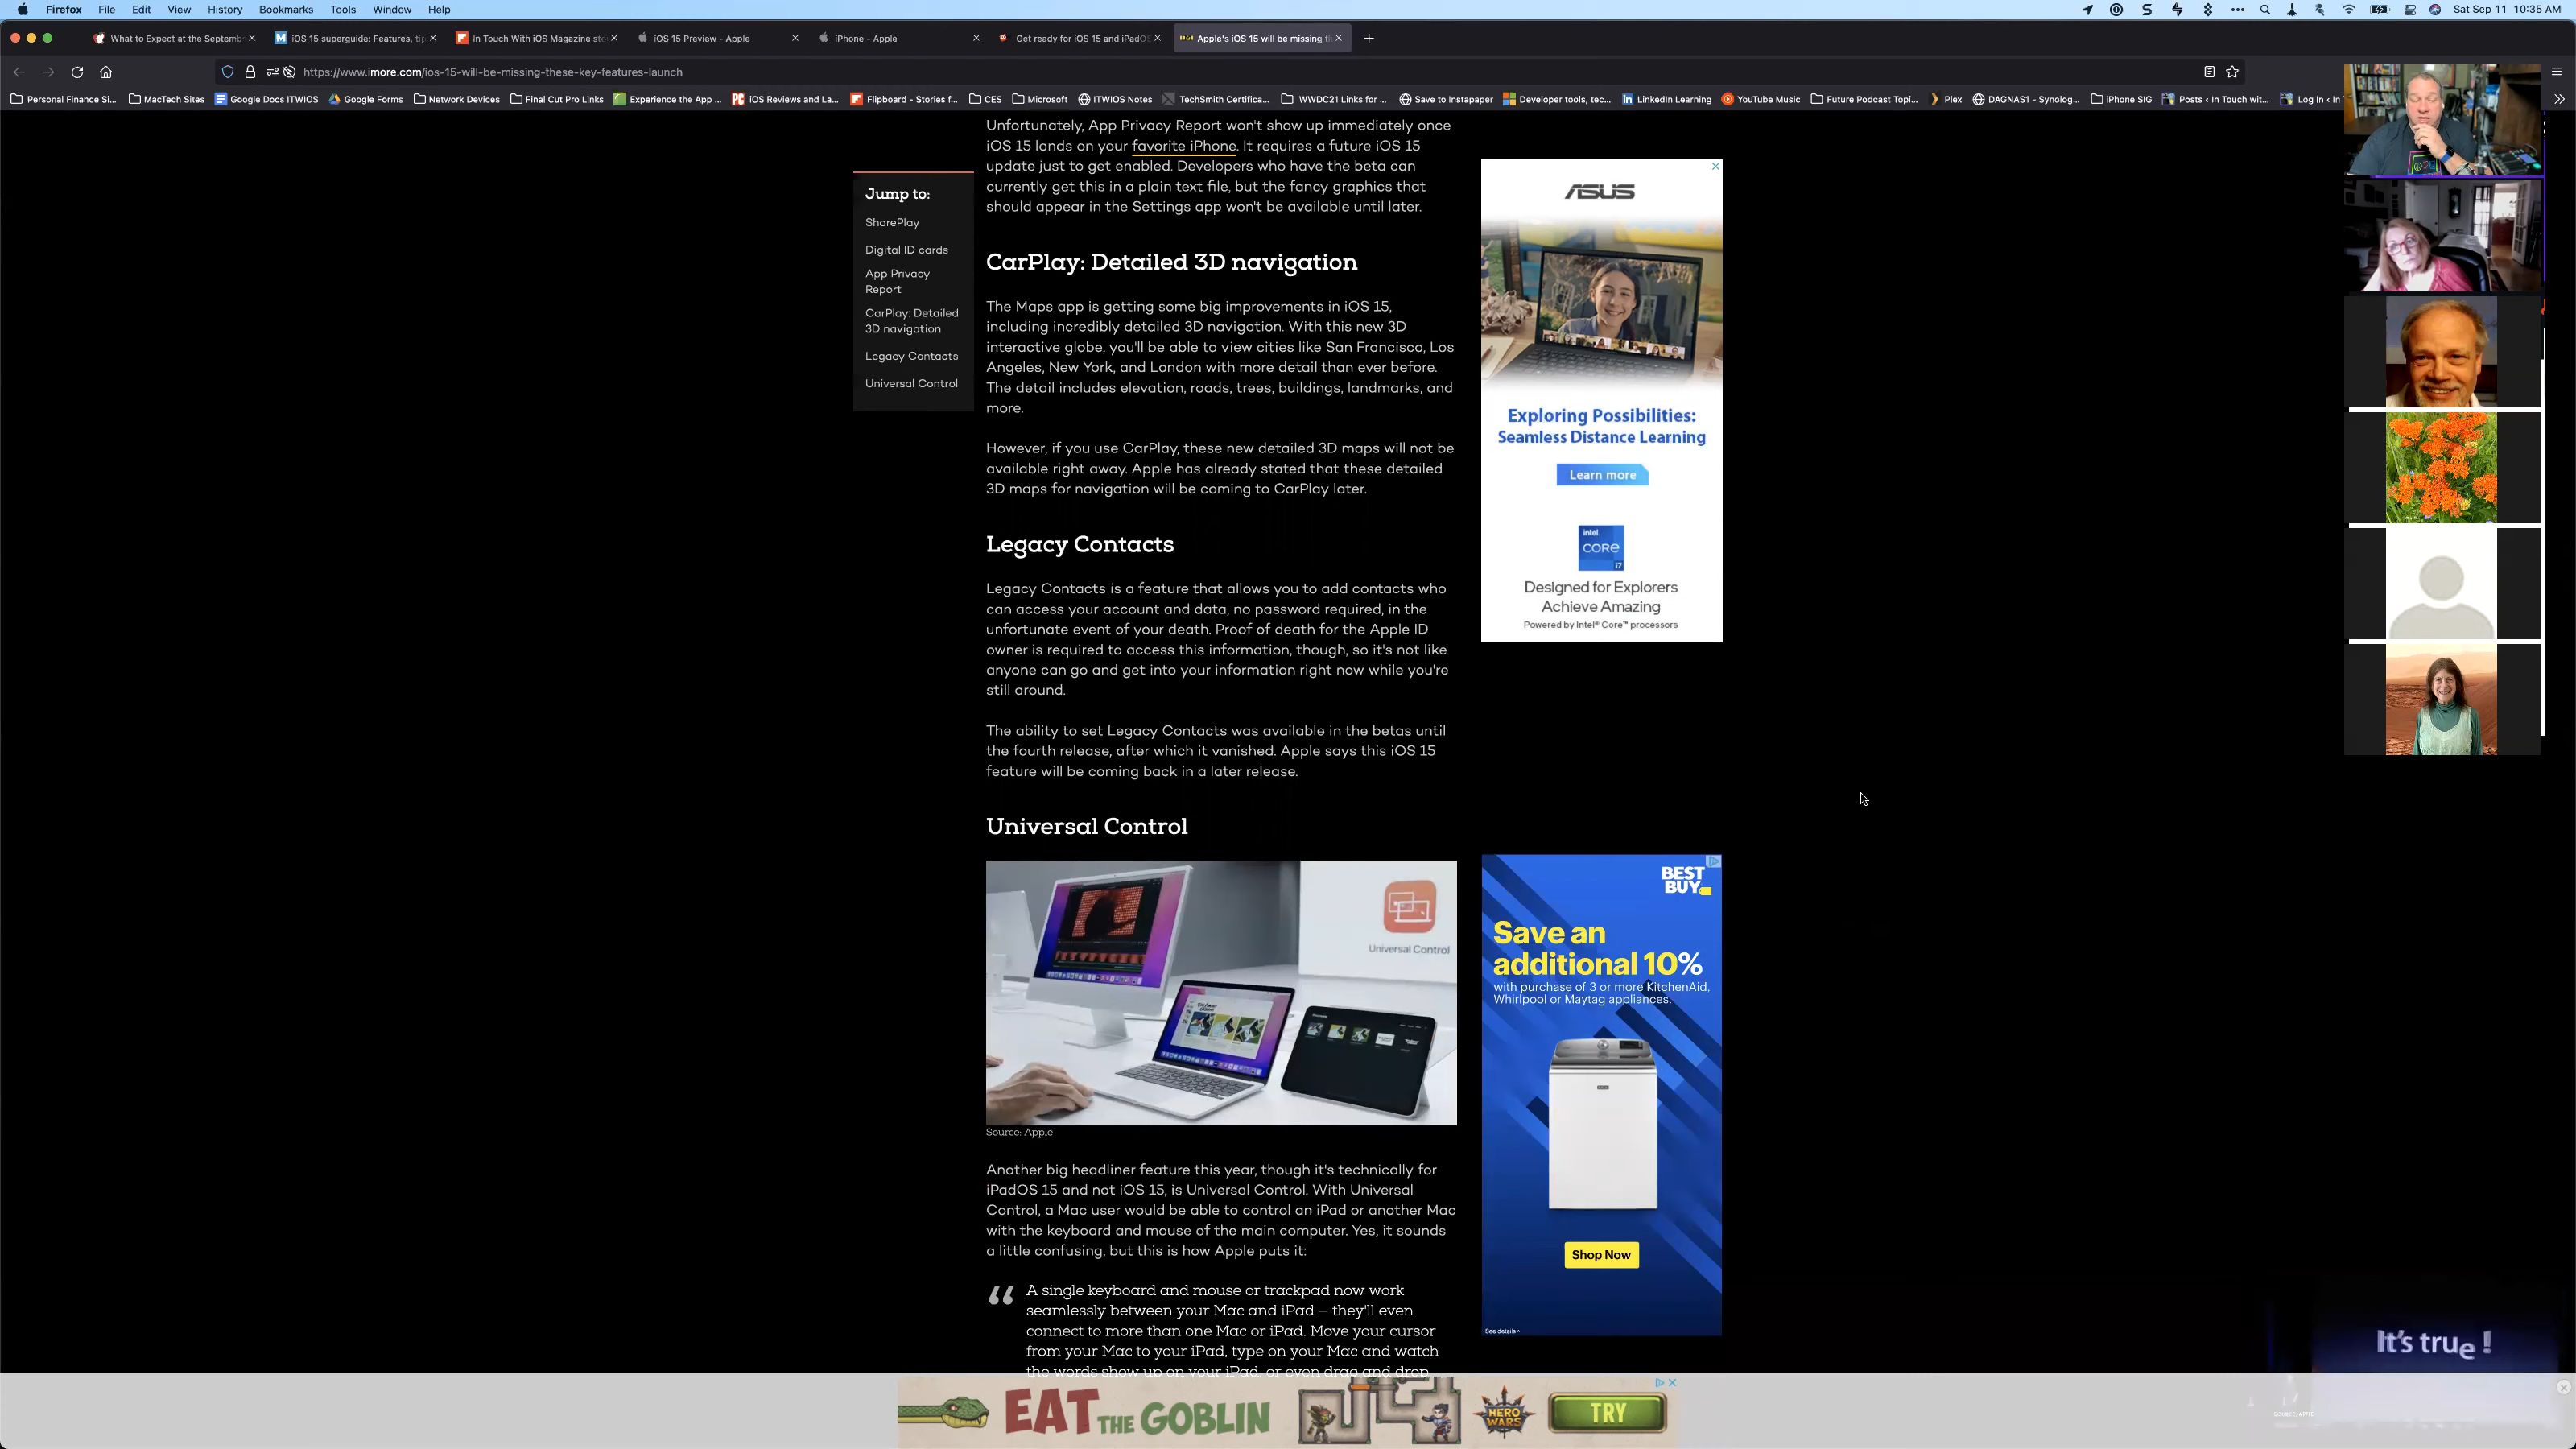 Firefox File Edit View History Bookmarks Tools Window Help
Sat Sep 11 10:35 AM
What to Expect at the Septemb
iOS 15 superguide: Features, tip
in Touch With iOS Magazine sto
iOS 15 Preview - Apple
iPhone - Apple
Get ready for iOS 15 and iPadOS
Apple's iOS 15 will be missing th
https://www.imore.com/ios-15-will-be-missing-these-key-features-launch
Personal Finance Si... MacTech Sites Google Docs ITWIOS Google Forms Network Devices Final Cut Pro Links Experience the App ... iOS Reviews and La... Flipboard - Stories f... CES Microsoft ITWIOS Notes TechSmith Certifica... WWDC21 Links for ... Save to Instapaper Developer tools, tec... LinkedIn Learning YouTube Music Future Podcast Topi... Plex DAGNAS1 - Synolog... iPhone SIG Posts ‹ In Touch wit... Log In ‹ In
Jump to:
SharePlay
Digital ID cards
App Privacy
Report
CarPlay: Detailed
3D navigation
Legacy Contacts
Universal Control
Unfortunately, App Privacy Report won't show up immediately once
iOS 15 lands on your favorite iPhone. It requires a future iOS 15
update just to get enabled. Developers who have the beta can
currently get this in a plain text file, but the fancy graphics that
should appear in the Settings app won't be available until later.
CarPlay: Detailed 3D navigation
The Maps app is getting some big improvements in iOS 15,
including incredibly detailed 3D navigation. With this new 3D
interactive globe, you'll be able to view cities like San Francisco, Los
Angeles, New York, and London with more detail than ever before.
The detail includes elevation, roads, trees, buildings, landmarks, and
more.
However, if you use CarPlay, these new detailed 3D maps will not be
available right away. Apple has already stated that these detailed
3D maps for navigation will be coming to CarPlay later.
Legacy Contacts
Legacy Contacts is a feature that allows you to add contacts who
can access your account and data, no password required, in the
unfortunate event of your death. Proof of death for the Apple ID
owner is required to access this information, though, so it's not like
anyone can go and get into your information right now while you're
still around.
The ability to set Legacy Contacts was available in the betas until
the fourth release, after which it vanished. Apple says this iOS 15
feature will be coming back in a later release.
Universal Control
Universal Control
Source: Apple
Another big headliner feature this year, though it's technically for
iPadOS 15 and not iOS 15, is Universal Control. With Universal
Control, a Mac user would be able to control an iPad or another Mac
with the keyboard and mouse of the main computer. Yes, it sounds
a little confusing, but this is how Apple puts it:
“ A single keyboard and mouse or trackpad now work
seamlessly between your Mac and iPad – they'll even
connect to more than one Mac or iPad. Move your cursor
from your Mac to your iPad, type on your Mac and watch
the words show up on your iPad, or even drag and drop
ASUS
Exploring Possibilities:
Seamless Distance Learning
Learn more
intel
CORE
i7
Designed for Explorers
Achieve Amazing
Powered by Intel® Core™ processors
BEST
BUY
Save an
additional 10%
with purchase of 3 or more KitchenAid,
Whirlpool or Maytag appliances.
Shop Now
See details ^
It's true !
EAT THE GOBLIN
HERO
WARS
TRY